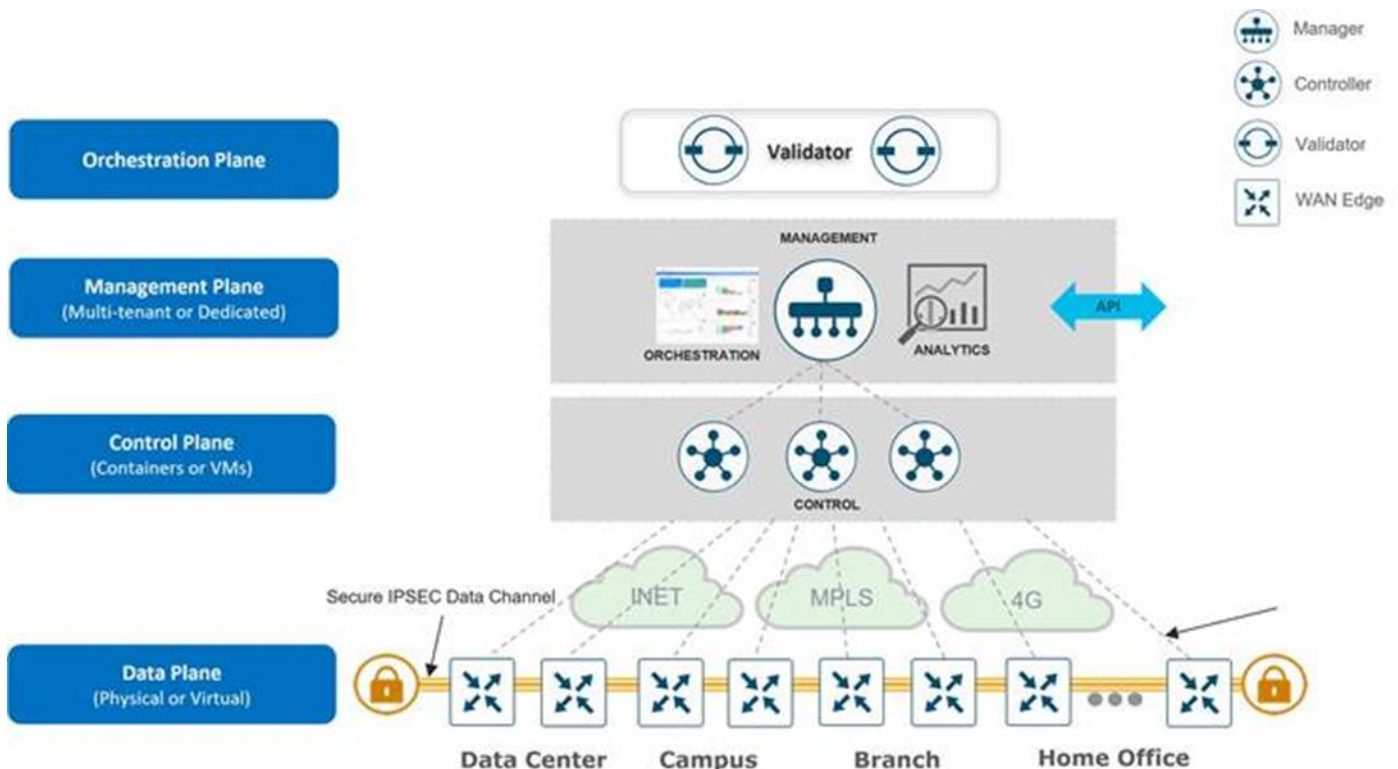 Manager
Controller
Validator
WAN Edge
Orchestration Plane
Validator
Management Plane
(Multi-tenant or Dedicated)
MANAGEMENT
ORCHESTRATION
ANALYTICS
API
Control Plane
(Containers or VMs)
CONTROL
INET
MPLS
4G
Secure IPSEC Data Channel
Data Plane
(Physical or Virtual)
Data Center
Campus
Branch
Home Office